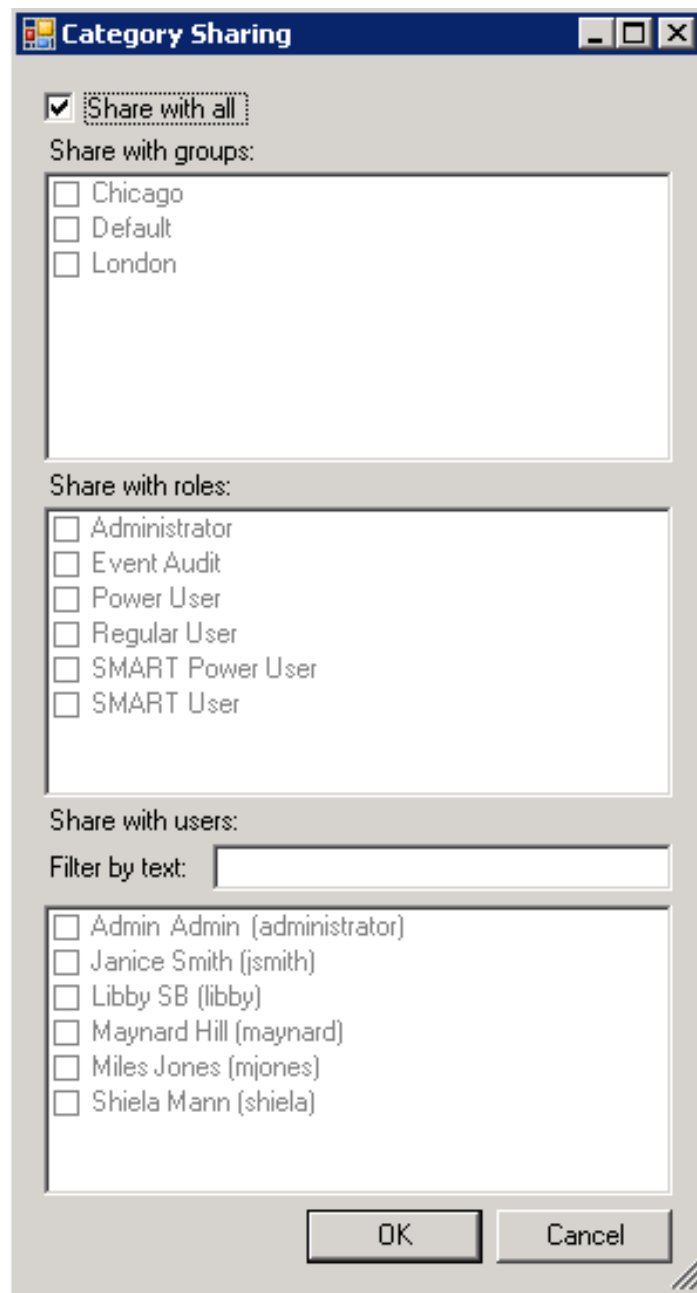 Category Sharing
Share with all
Share with groups:
Chicago
Default
London
Share with roles:
Administrator
Event Audit
Power User
Regular User
SMART Power User
SMART User
Share with users:
Filter by text:
Admin Admin (administrator)
Janice Smith (jsmith)
Libby SB (libby)
Maynard Hill (maynard)
Miles Jones (mjones)
Shiela Mann (shiela)
OK Cancel